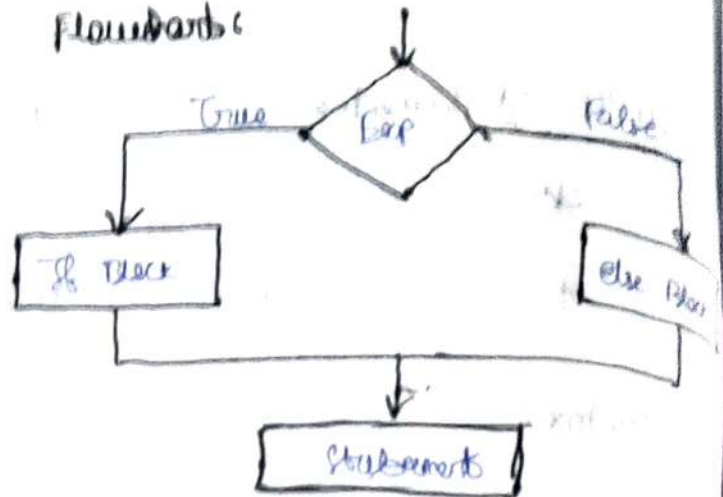 Flowchart:
True
Exp
False
If Block
Else Bloc
Statements